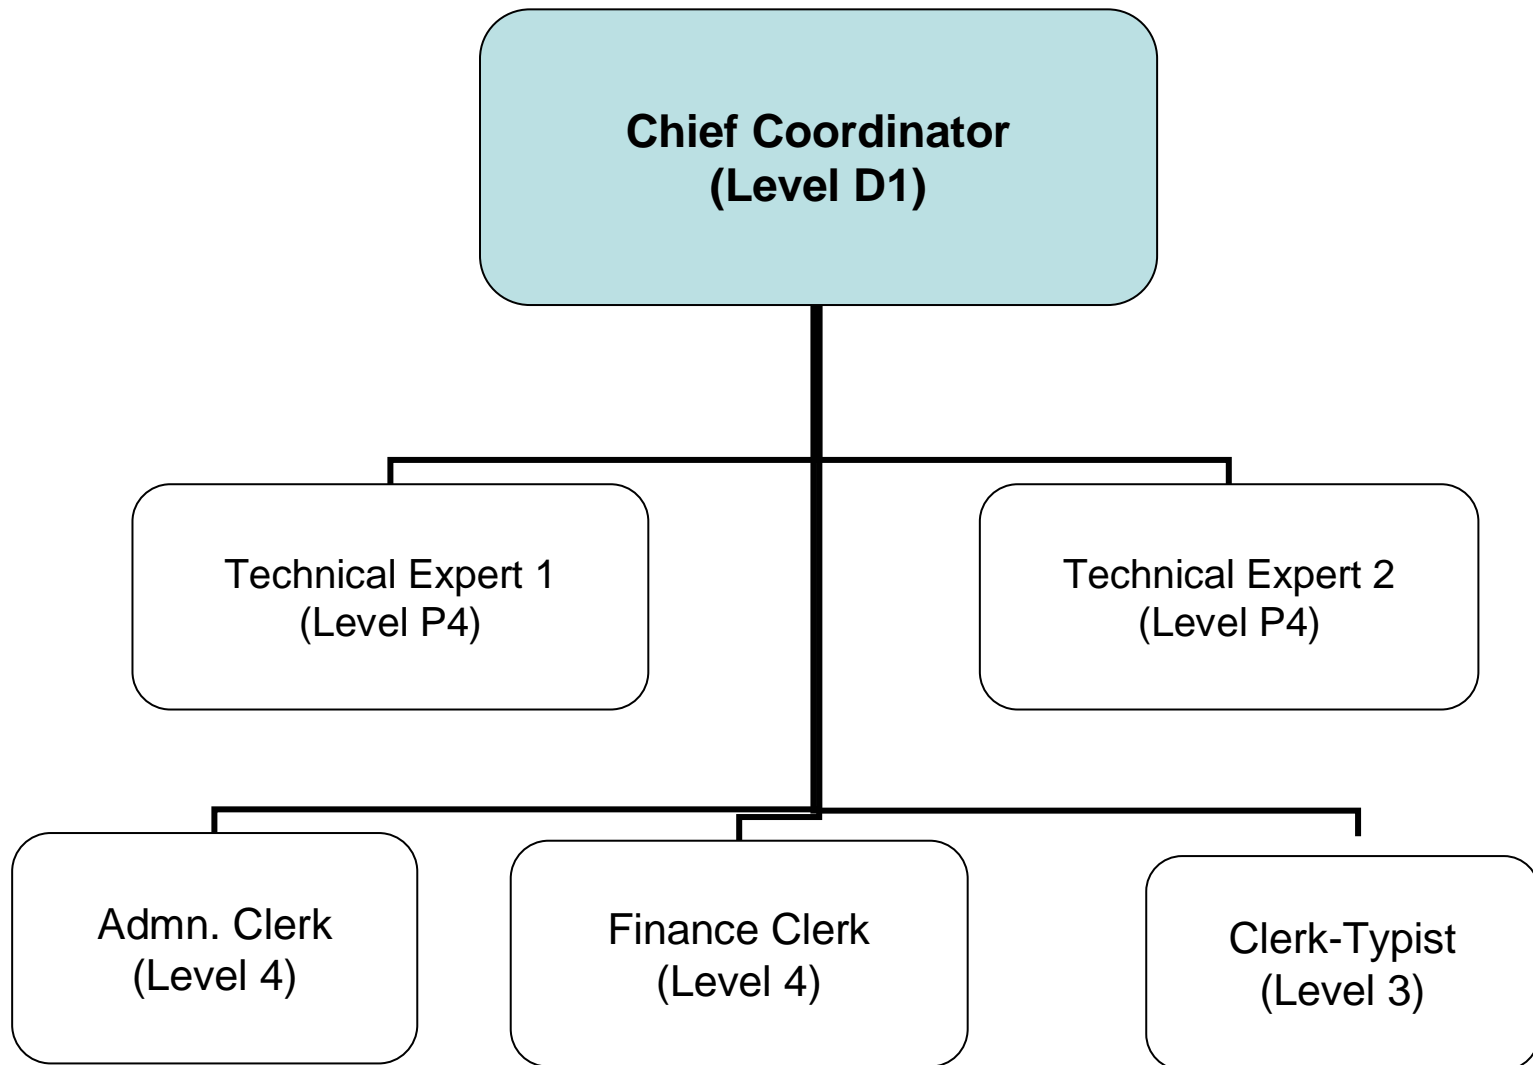 Chief Coordinator
(Level D1)
Technical Expert 1
(Level P4)
Technical Expert 2
(Level P4)
Admn. Clerk
(Level 4)
Finance Clerk
(Level 4)
Clerk-Typist
(Level 3)